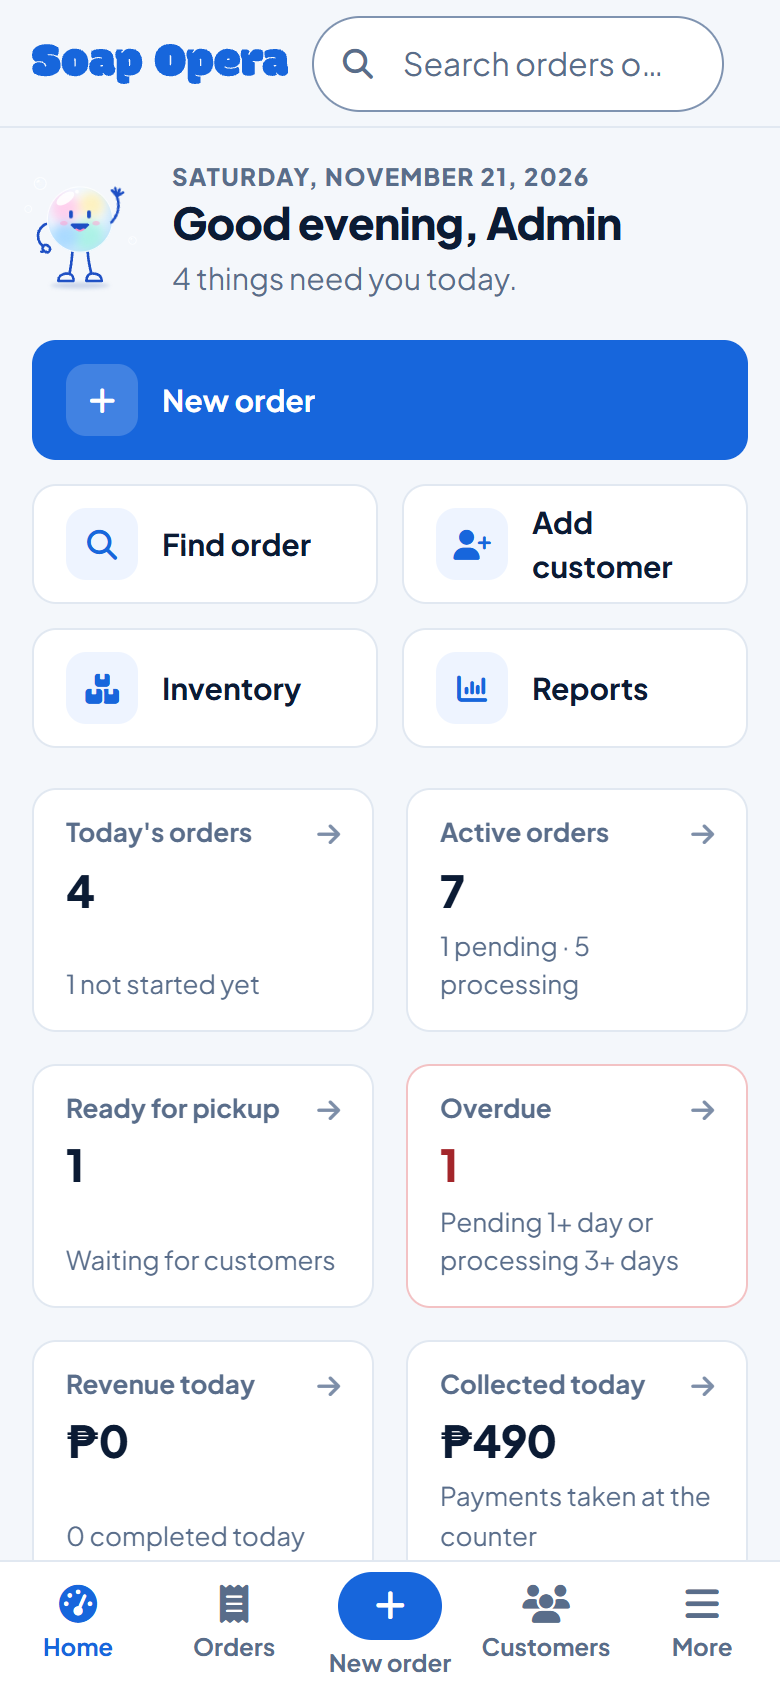 Soap Opera
Search orders o...
SATURDAY, NOVEMBER 21, 2026
Good evening, Admin
4 things need you today.
New order
Find order
Add
customer
Inventory
Reports
Today's orders
4
1 not started yet
Active orders
7
1 pending · 5
processing
Ready for pickup
1
Waiting for customers
Overdue
1
Pending 1+ day or
processing 3+ days
Revenue today
₱0
0 completed today
Collected today
₱490
Payments taken at the
counter
Home
Orders
New order
Customers
More